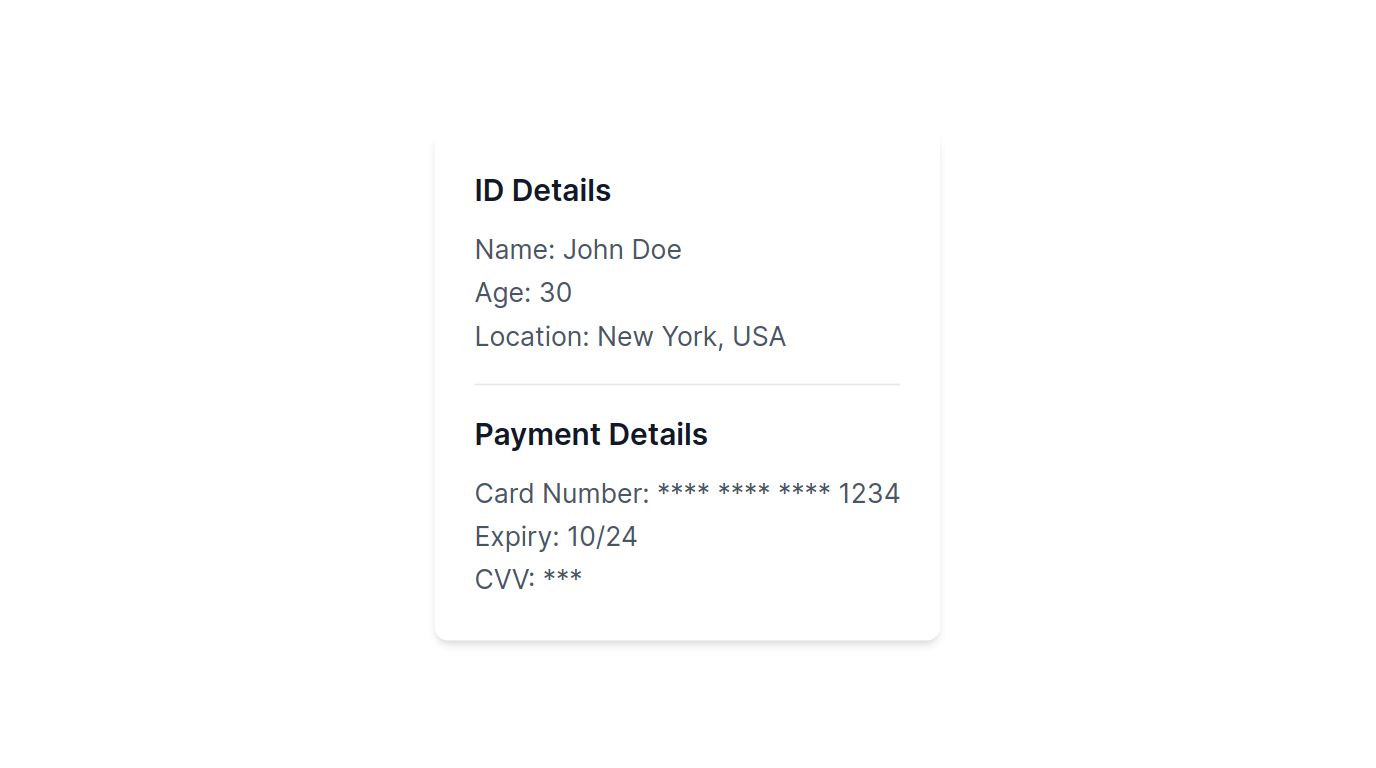 ID Details
Name: John Doe
Age: 30
Location: New York, USA
Payment Details
Card Number: **** **** **** 1234
Expiry: 10/24
CVV: ***